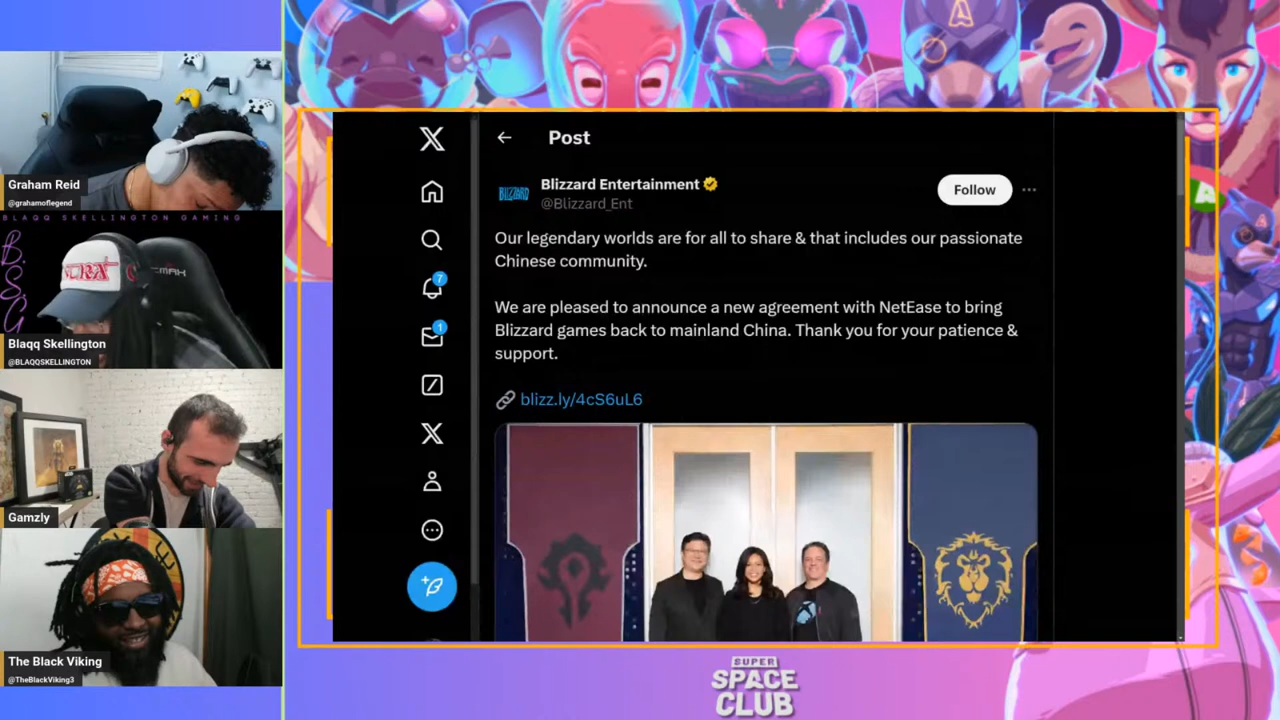 Graham Reid
@grahamoflegend
BLAQQ SKELLINGTON GAMING
B.
S.
G
Blaqq Skellington
@BLAQQSKELLINGTON
Gamzly
The Black Viking
@TheBlackViking3
Post
BLIZZARD
Blizzard Entertainment
Follow
@Blizzard_Ent
Our legendary worlds are for all to share & that includes our passionate
Chinese community.
We are pleased to announce a new agreement with NetEase to bring
Blizzard games back to mainland China. Thank you for your patience &
support.
blizz.ly/4cS6uL6
7
1
SUPER
SPACE
CLUB